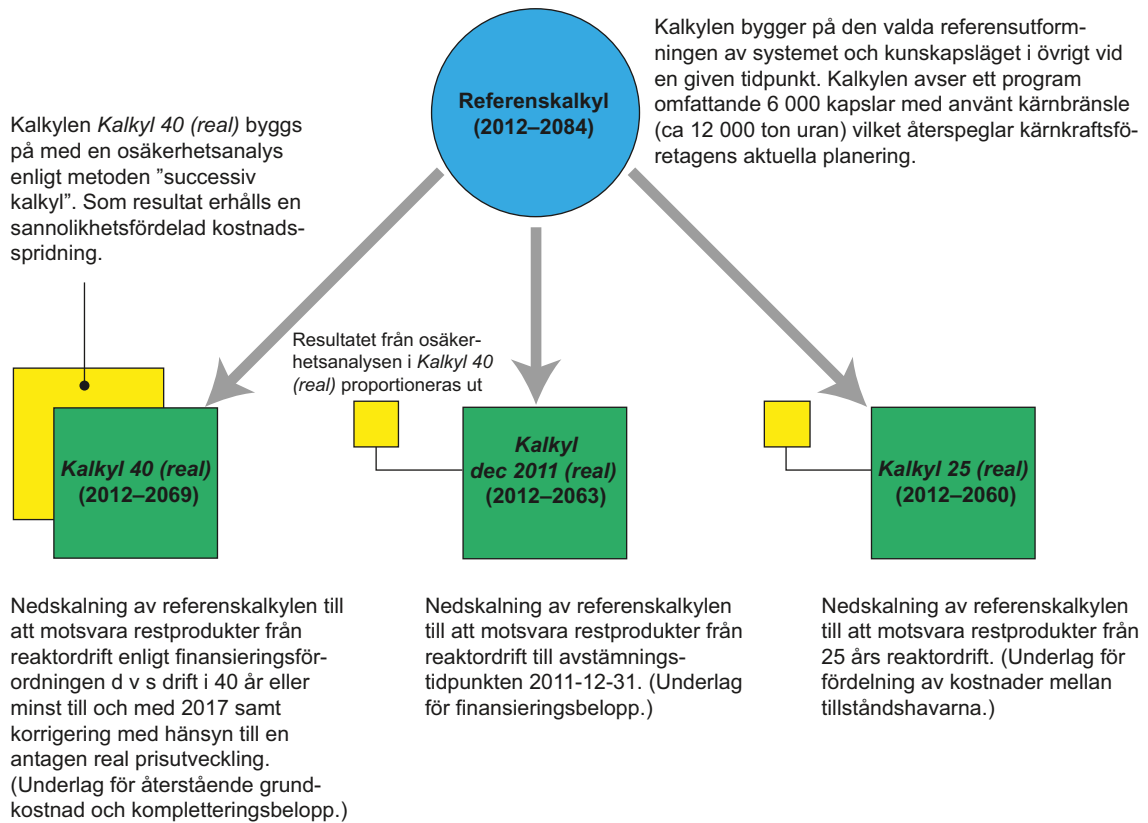 Kalkylen bygger på den valda referensutform-
ningen av systemet och kunskapsläget i övrigt vid
en given tidpunkt. Kalkylen avser ett program
omfattande 6 000 kapslar med använt kärnbränsle
(ca 12 000 ton uran) vilket återspeglar kärnkraftsfö-
retagens aktuella planering.
Referenskalkyl
(2012–2084)
Kalkylen Kalkyl 40 (real) byggs
på med en osäkerhetsanalys
enligt metoden ”successiv
kalkyl”. Som resultat erhålls en
sannolikhetsfördelad kostnads-
spridning.
Resultatet från osäker-
hetsanalysen i Kalkyl 40
(real) proportioneras ut
Kalkyl 40 (real)
(2012–2069)
Kalkyl
dec 2011 (real)
(2012–2063)
Kalkyl 25 (real)
(2012–2060)
Nedskalning av referenskalkylen till
att motsvara restprodukter från
reaktordrift enligt finansieringsför-
ordningen d v s drift i 40 år eller
minst till och med 2017 samt
korrigering med hänsyn till en
antagen real prisutveckling.
(Underlag för återstående grund-
kostnad och kompletteringsbelopp.)
Nedskalning av referenskalkylen
till att motsvara restprodukter från
reaktordrift till avstämnings-
tidpunkten 2011-12-31. (Underlag
för finansieringsbelopp.)
Nedskalning av referenskalkylen
till att motsvara restprodukter från
25 års reaktordrift. (Underlag för
fördelning av kostnader mellan
tillståndshavarna.)